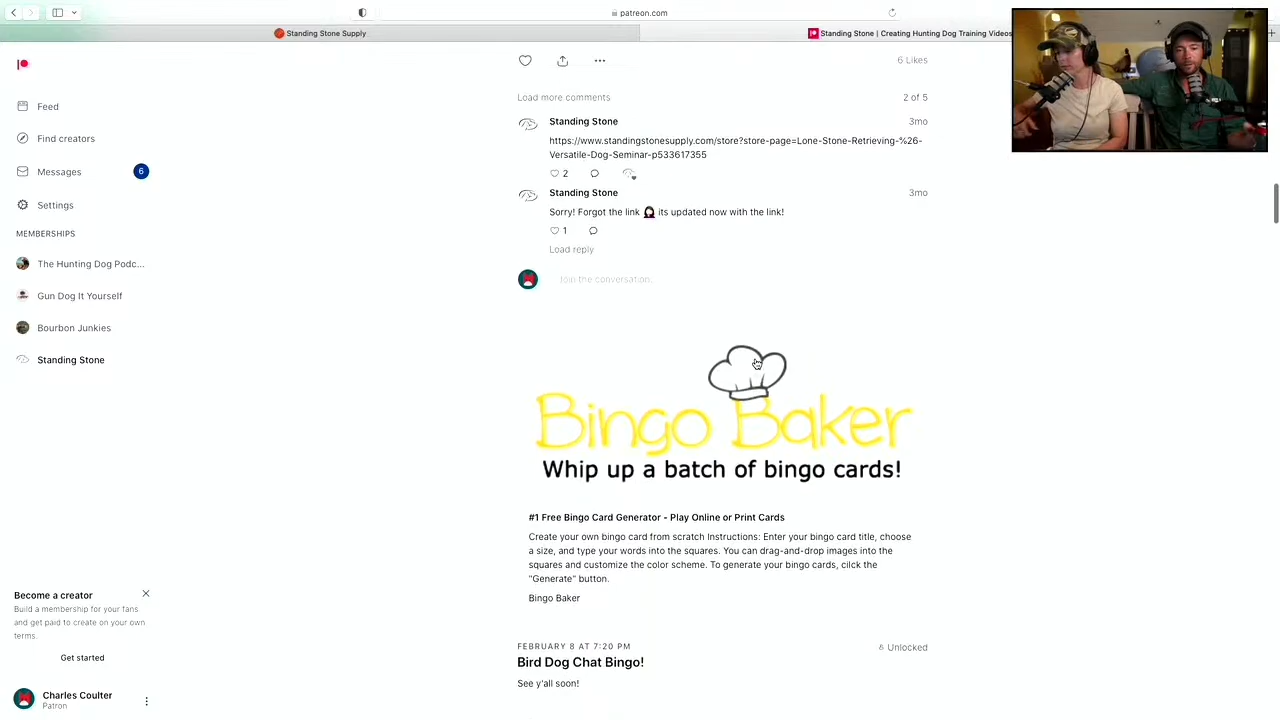 patreon.com
Standing Stone Supply
Standing Stone | Creating Hunting Dog Training Videos
6 Likes
Feed
Find creators
Messages
6
Settings
MEMBERSHIPS
The Hunting Dog Podc...
Gun Dog It Yourself
Bourbon Junkies
Standing Stone
Load more comments
2 of 5
Standing Stone
3mo
https://www.standingstonesupply.com/store?store-page=Lone-Stone-Retrieving-%26-
Versatile-Dog-Seminar-p533617355
2
Standing Stone
3mo
Sorry! Forgot the link its updated now with the link!
1
Load reply
Join the conversation.
Bingo Baker
Whip up a batch of bingo cards!
#1 Free Bingo Card Generator - Play Online or Print Cards
Create your own bingo card from scratch Instructions: Enter your bingo card title, choose
a size, and type your words into the squares. You can drag-and-drop images into the
squares and customize the color scheme. To generate your bingo cards, cilck the
"Generate" button.
Bingo Baker
FEBRUARY 8 AT 7:20 PM
Unlocked
Bird Dog Chat Bingo!
See y'all soon!
Become a creator
Build a membership for your fans
and get paid to create on your own
terms.
Get started
Charles Coulter
Patron